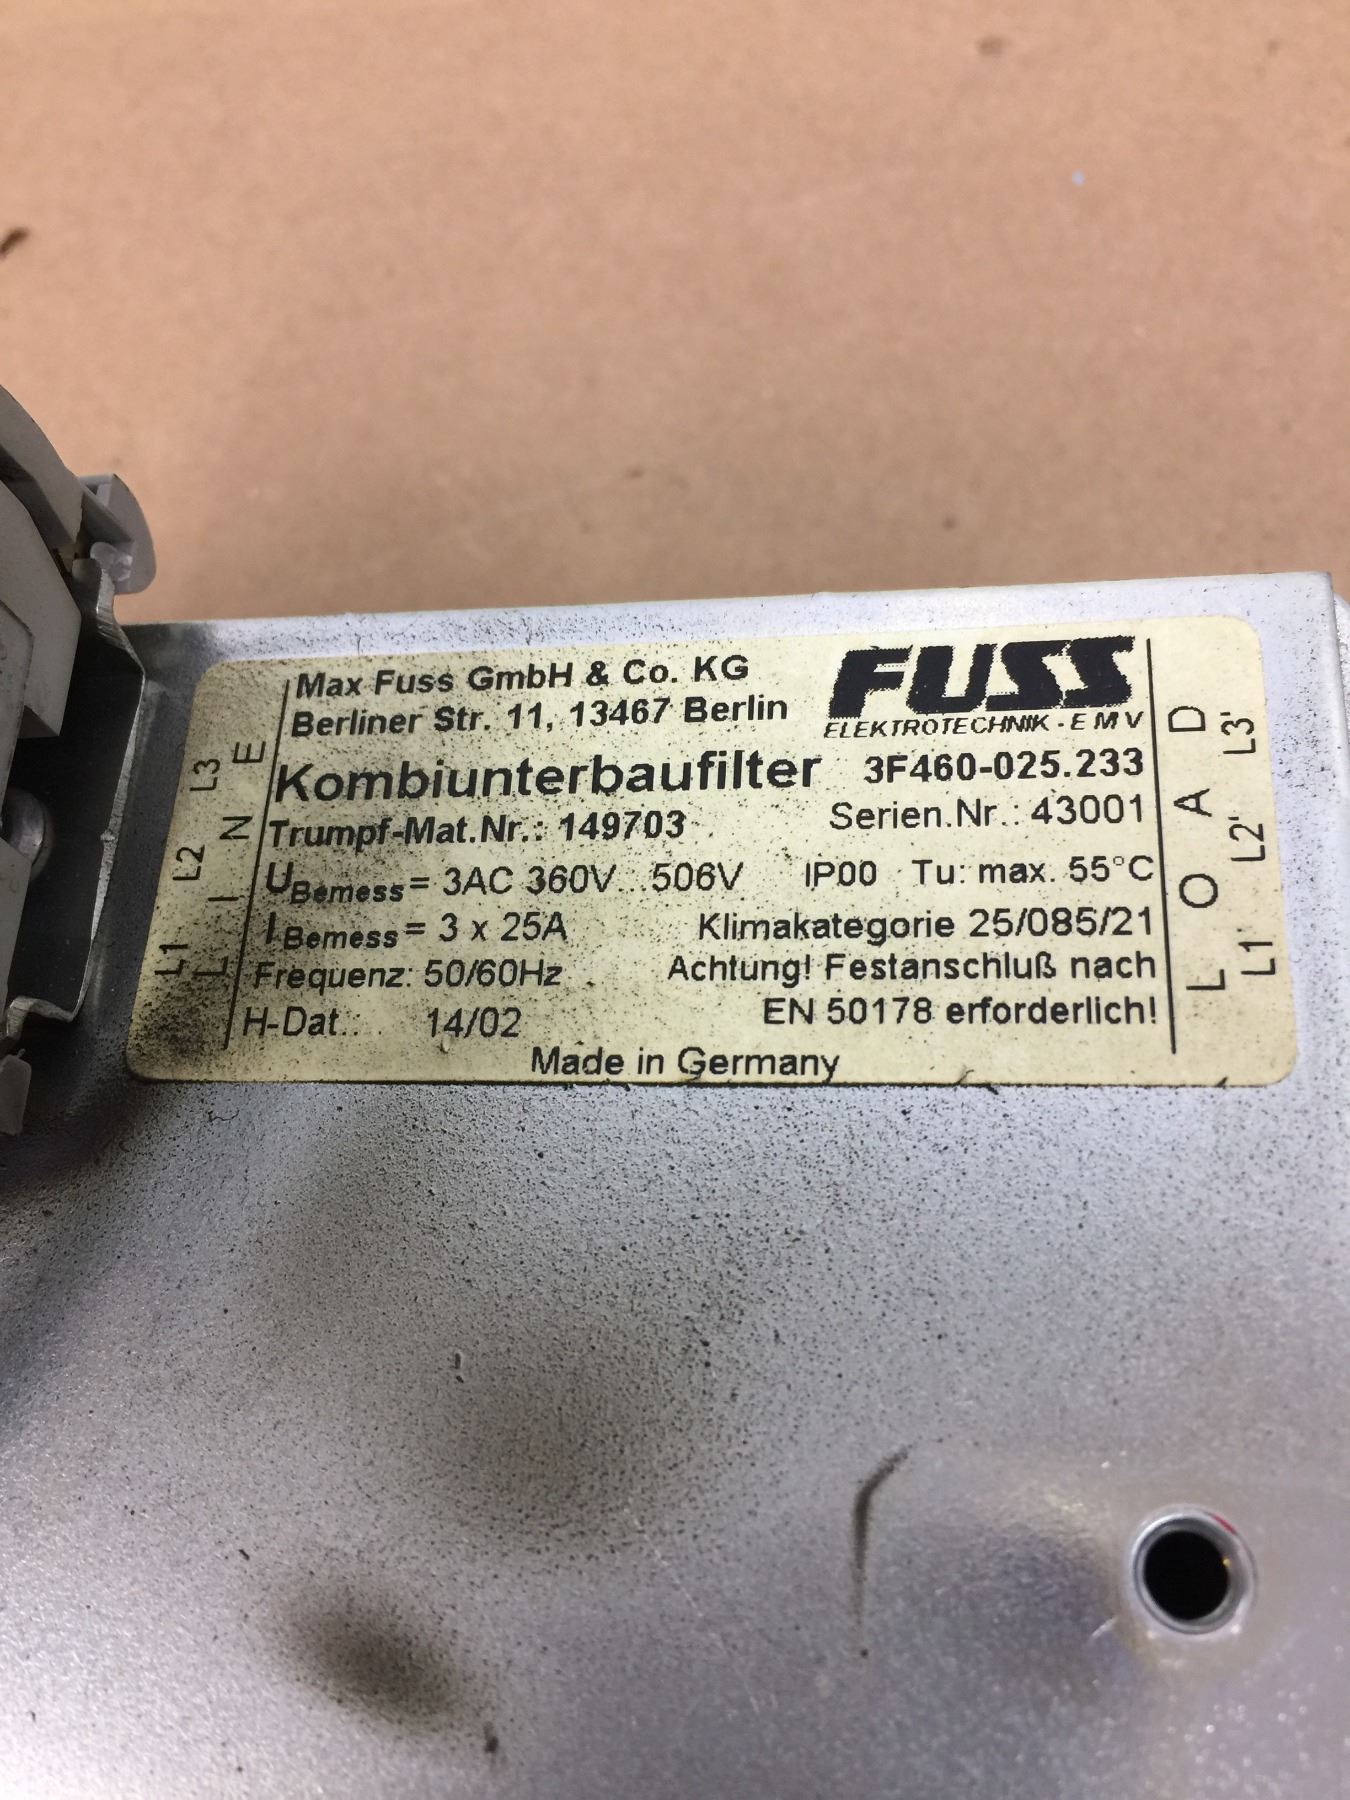 Max Fuss GmbH & Co. KG
Berliner Str. 11, 13467 Berlin
FUSS
ELEKTROTECHNIK - EMV
Kombiunterbaufilter 3F460-025.233
Trumpf-Mat.Nr.: 149703 Serien.Nr.: 43001
UBemess= 3AC 360V...506V IP00 Tu: max. 55°C
IBemess= 3 x 25A Klimakategorie 25/085/21
Frequenz: 50/60Hz Achtung! Festanschluß nach
H-Dat.: 14/02 EN 50178 erforderlich!
Made in Germany
L1 L2 L3
LINE
LOAD
L1' L2' L3'